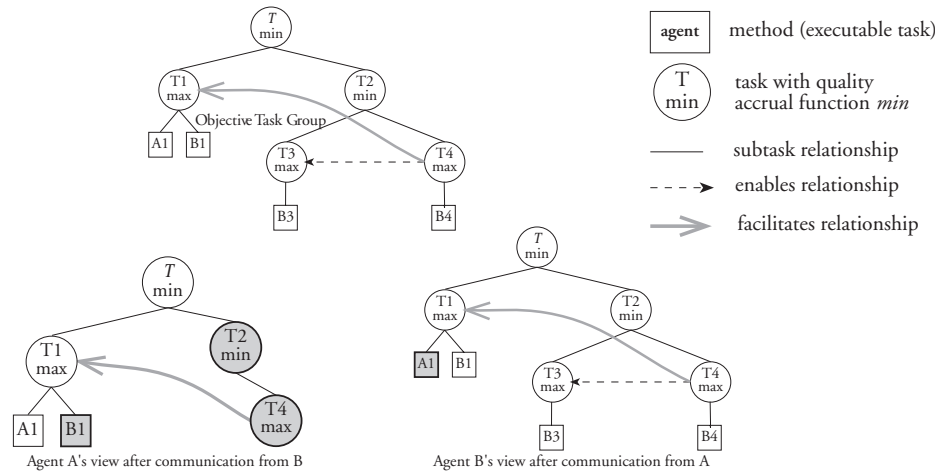 T
min
T1
max
T2
min
Objective Task Group
A1
B1
T3
max
T4
max
B3
B4
agent
method (executable task)
T
min
task with quality
accrual function min
subtask relationship
enables relationship
facilitates relationship
T
min
T1
max
T2
min
T4
max
A1
B1
Agent A's view after communication from B
T
min
T1
max
T2
min
A1
B1
T3
max
T4
max
B3
B4
Agent B's view after communication from A